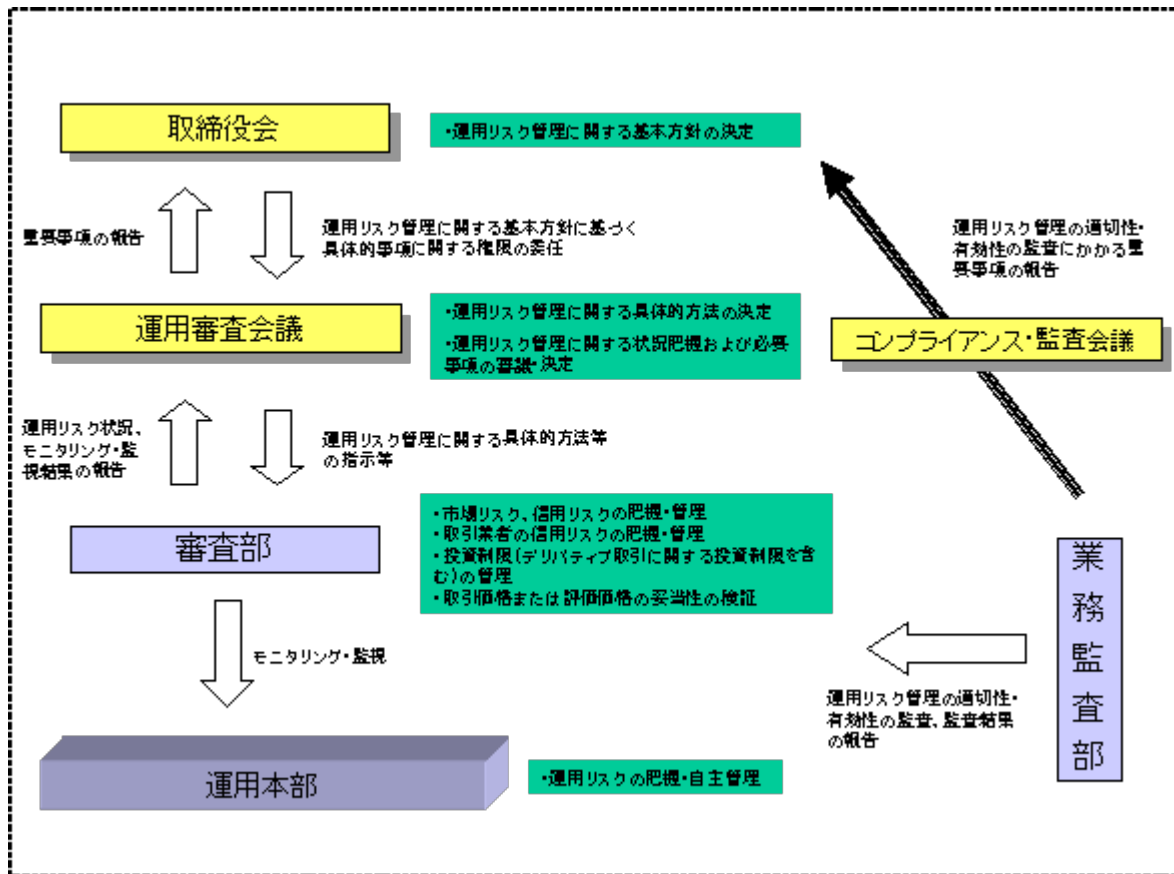 取締役会
・運用リスク管理に関する基本方針の決定
重要事項の報告
運用リスク管理に関する基本方針に基づく
具体的事項に関する権限の委任
運用リスク管理の適切性・
有効性の監査にかかる重
要事項の報告
運用審査会議
・運用リスク管理に関する具体的方法の決定
・運用リスク管理に関する状況把握および必要
事項の審議・決定
コンプライアンス・監査会議
運用リスク状況、
モニタリング・監
視結果の報告
運用リスク管理に関する具体的方法等
の指示等
審査部
・市場リスク、信用リスクの把握・管理
・取引業者の信用リスクの把握・管理
・投資制限(デリバティブ取引に関する投資制限を含
む)の管理
・取引価格または評価価格の妥当性の検証
業務監査部
モニタリング・監視
運用リスク管理の適切性・
有効性の監査、監査結果
の報告
運用本部
・運用リスクの把握・自主管理